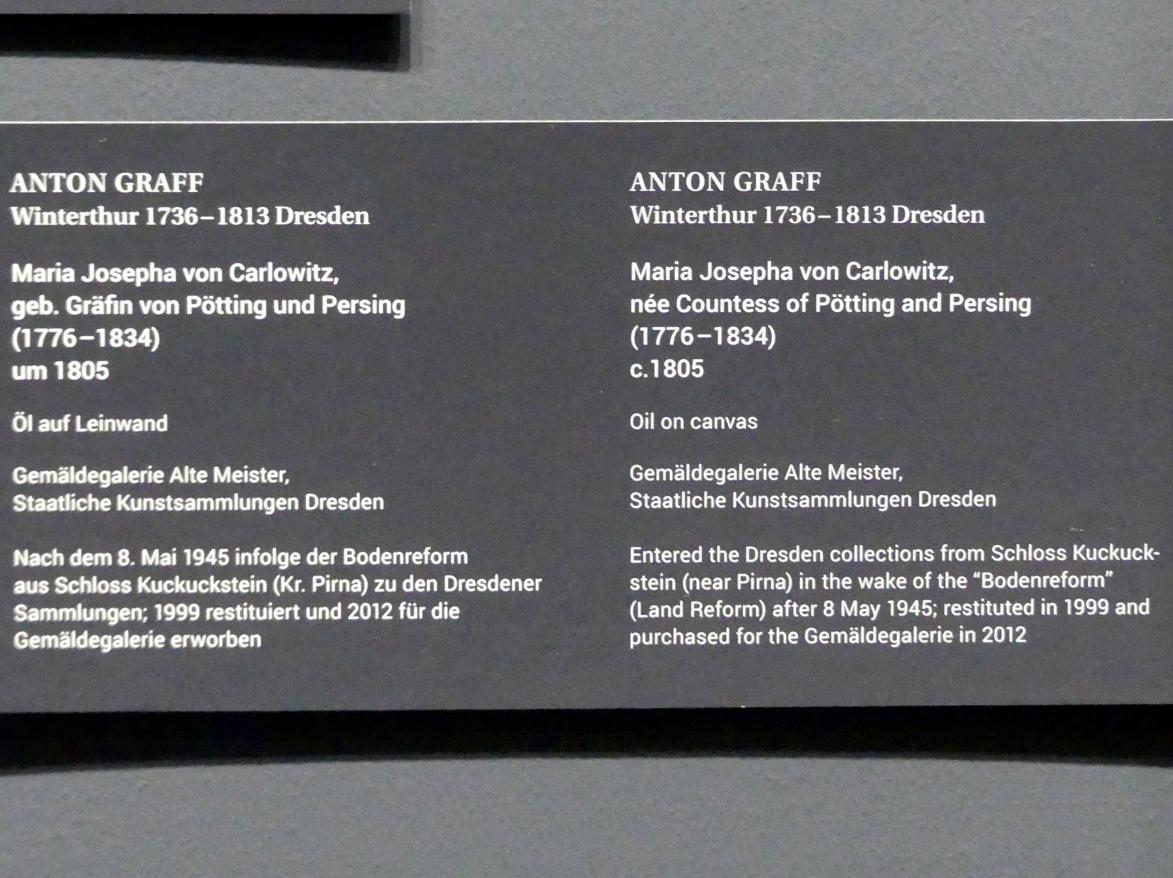 ANTON GRAFF
Winterthur 1736–1813 Dresden
Maria Josepha von Carlowitz,
geb. Gräfin von Pötting und Persing
(1776–1834)
um 1805
Öl auf Leinwand
Gemäldegalerie Alte Meister,
Staatliche Kunstsammlungen Dresden
Nach dem 8. Mai 1945 infolge der Bodenreform
aus Schloss Kuckuckstein (Kr. Pirna) zu den Dresdener
Sammlungen; 1999 restituiert und 2012 für die
Gemäldegalerie erworben
ANTON GRAFF
Winterthur 1736–1813 Dresden
Maria Josepha von Carlowitz,
née Countess of Pötting and Persing
(1776–1834)
c.1805
Oil on canvas
Gemäldegalerie Alte Meister,
Staatliche Kunstsammlungen Dresden
Entered the Dresden collections from Schloss Kuckuck-
stein (near Pirna) in the wake of the “Bodenreform”
(Land Reform) after 8 May 1945; restituted in 1999 and
purchased for the Gemäldegalerie in 2012